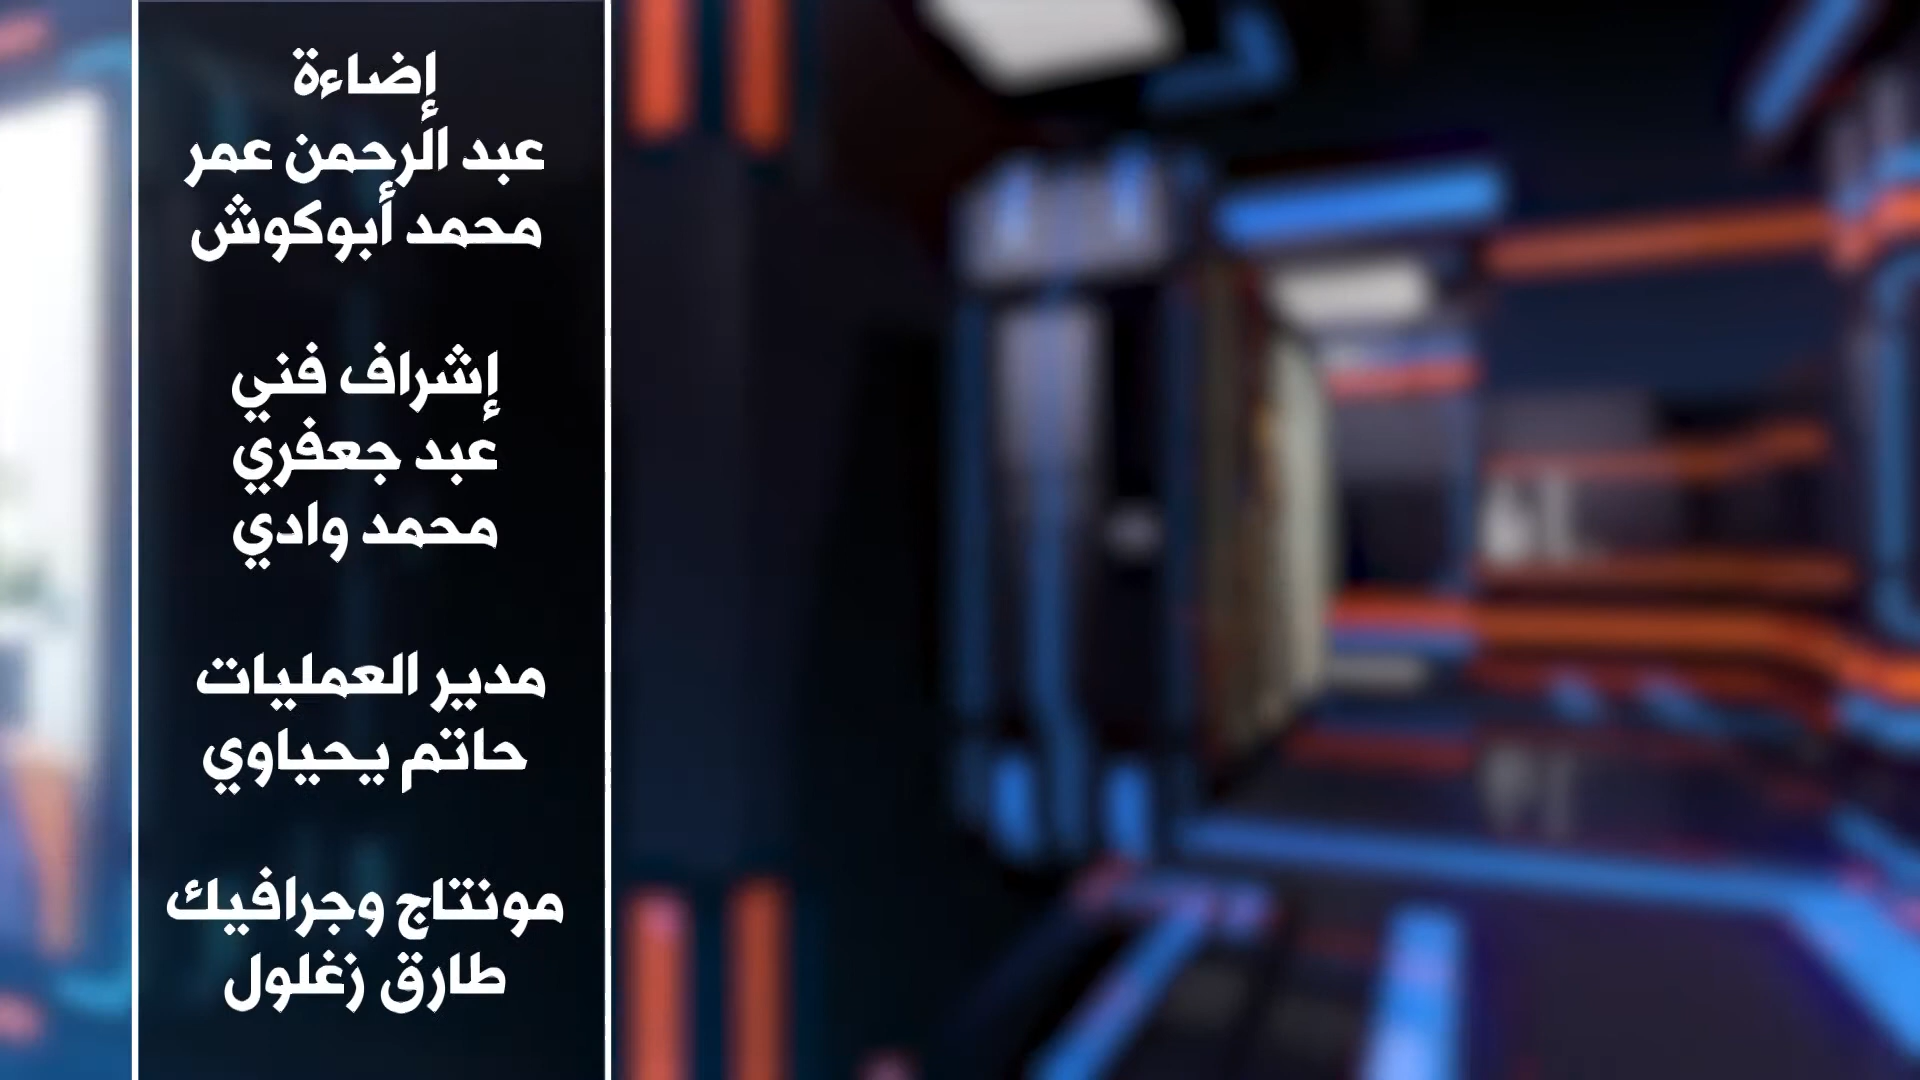 إضاءة
عبد الرحمن عمر
محمد أبوكوش
إشراف فني
عبد جعفري
محمد وادي
مدير العمليات
حاتم يحياوي
مونتاج وجرافيك
طارق زغلول